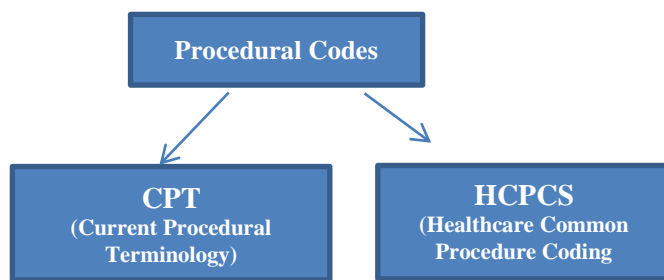 Procedural Codes
CPT
(Current Procedural
Terminology)
HCPCS
(Healthcare Common
Procedure Coding